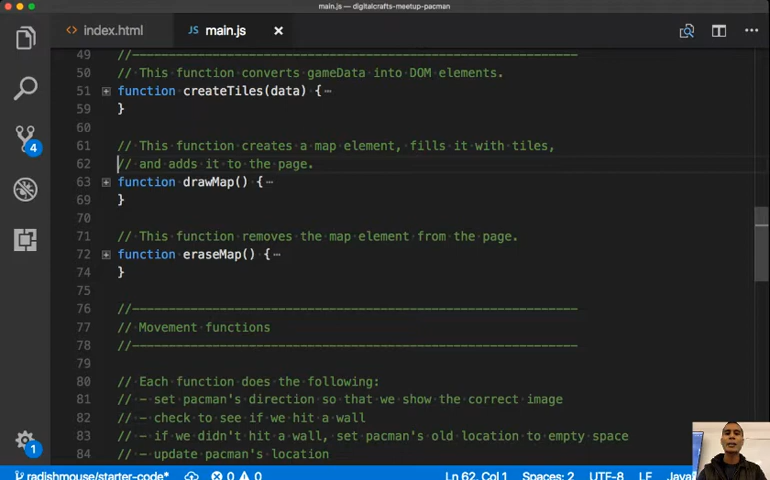 main.js — digitalcrafts-meetup-pacman
index.html
JS main.js
49 //-------------------------------------------------------------
50 // This function converts gameData into DOM elements.
51 function createTiles(data) {
59 }
60
61 // This function creates a map element, fills it with tiles,
62 // and adds it to the page.
63 function drawMap() {
69 }
70
71 // This function removes the map element from the page.
72 function eraseMap() {
74 }
75
76 //-------------------------------------------------------------
77 // Movement functions
78 //-------------------------------------------------------------
79
80 // Each function does the following:
81 // - set pacman's direction so that we show the correct image
82 // - check to see if we hit a wall
83 // - if we didn't hit a wall, set pacman's old location to empty space
84 // - update pacman's location
4
1
radishmouse/starter-code* 0 0 Ln 62, Col 1 Spaces: 2 UTF-8 LF